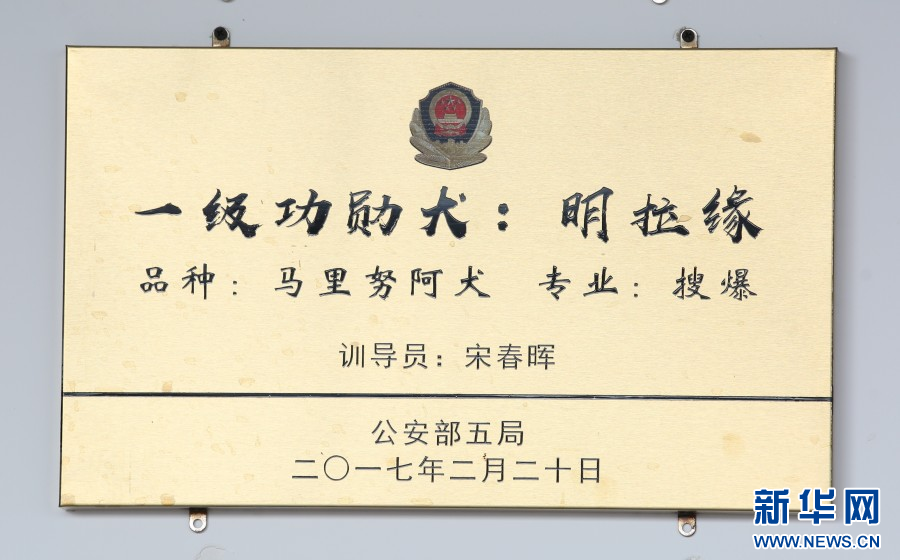 一级功勋犬：明拉缘
品种：马里努阿犬 专业：搜爆
训导员：宋春晖
公安部五局
二〇一七年二月二十日
新华网
WWW.NEWS.CN